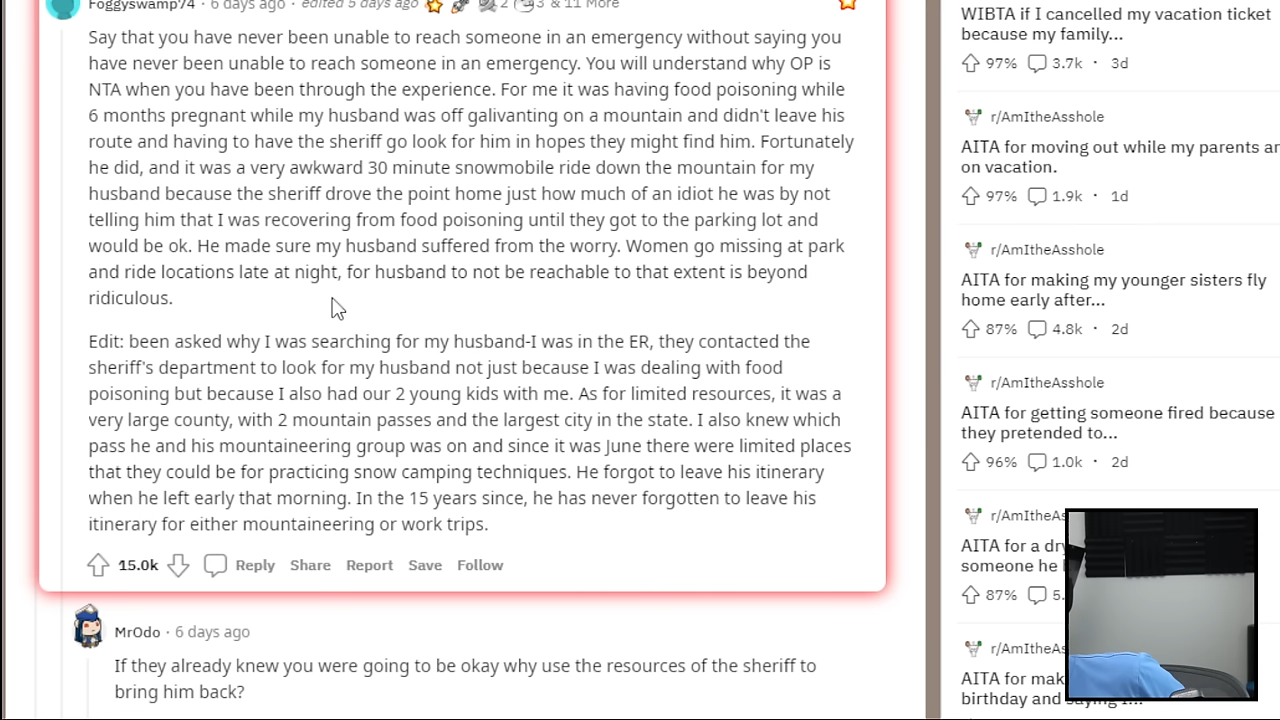 Foggyswamp74 · 6 days ago · edited 5 days ago 2 3 & 11 More
Say that you have never been unable to reach someone in an emergency without saying you
have never been unable to reach someone in an emergency. You will understand why OP is
NTA when you have been through the experience. For me it was having food poisoning while
6 months pregnant while my husband was off galivanting on a mountain and didn't leave his
route and having to have the sheriff go look for him in hopes they might find him. Fortunately
he did, and it was a very awkward 30 minute snowmobile ride down the mountain for my
husband because the sheriff drove the point home just how much of an idiot he was by not
telling him that I was recovering from food poisoning until they got to the parking lot and
would be ok. He made sure my husband suffered from the worry. Women go missing at park
and ride locations late at night, for husband to not be reachable to that extent is beyond
ridiculous.
Edit: been asked why I was searching for my husband-I was in the ER, they contacted the
sheriff's department to look for my husband not just because I was dealing with food
poisoning but because I also had our 2 young kids with me. As for limited resources, it was a
very large county, with 2 mountain passes and the largest city in the state. I also knew which
pass he and his mountaineering group was on and since it was June there were limited places
that they could be for practicing snow camping techniques. He forgot to leave his itinerary
when he left early that morning. In the 15 years since, he has never forgotten to leave his
itinerary for either mountaineering or work trips.
15.0k Reply Share Report Save Follow
MrOdo · 6 days ago
If they already knew you were going to be okay why use the resources of the sheriff to
bring him back?
WIBTA if I cancelled my vacation ticket
because my family...
97% 3.7k · 3d
r/AmItheAsshole
AITA for moving out while my parents ar
on vacation.
97% 1.9k · 1d
r/AmItheAsshole
AITA for making my younger sisters fly
home early after...
87% 4.8k · 2d
r/AmItheAsshole
AITA for getting someone fired because
they pretended to...
96% 1.0k · 2d
r/AmItheAs
AITA for a dr
someone he
87% 5.
r/AmItheAs
AITA for mak
birthday and saying I...